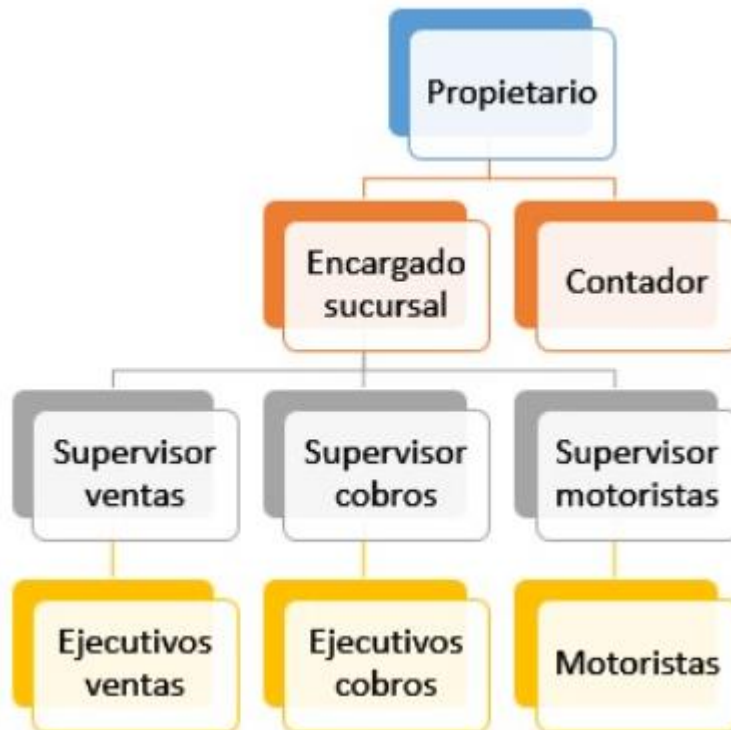 Propietario
Encargado
sucursal
Contador
Supervisor
ventas
Supervisor
cobros
Supervisor
motoristas
Ejecutivos
ventas
Ejecutivos
cobros
Motoristas